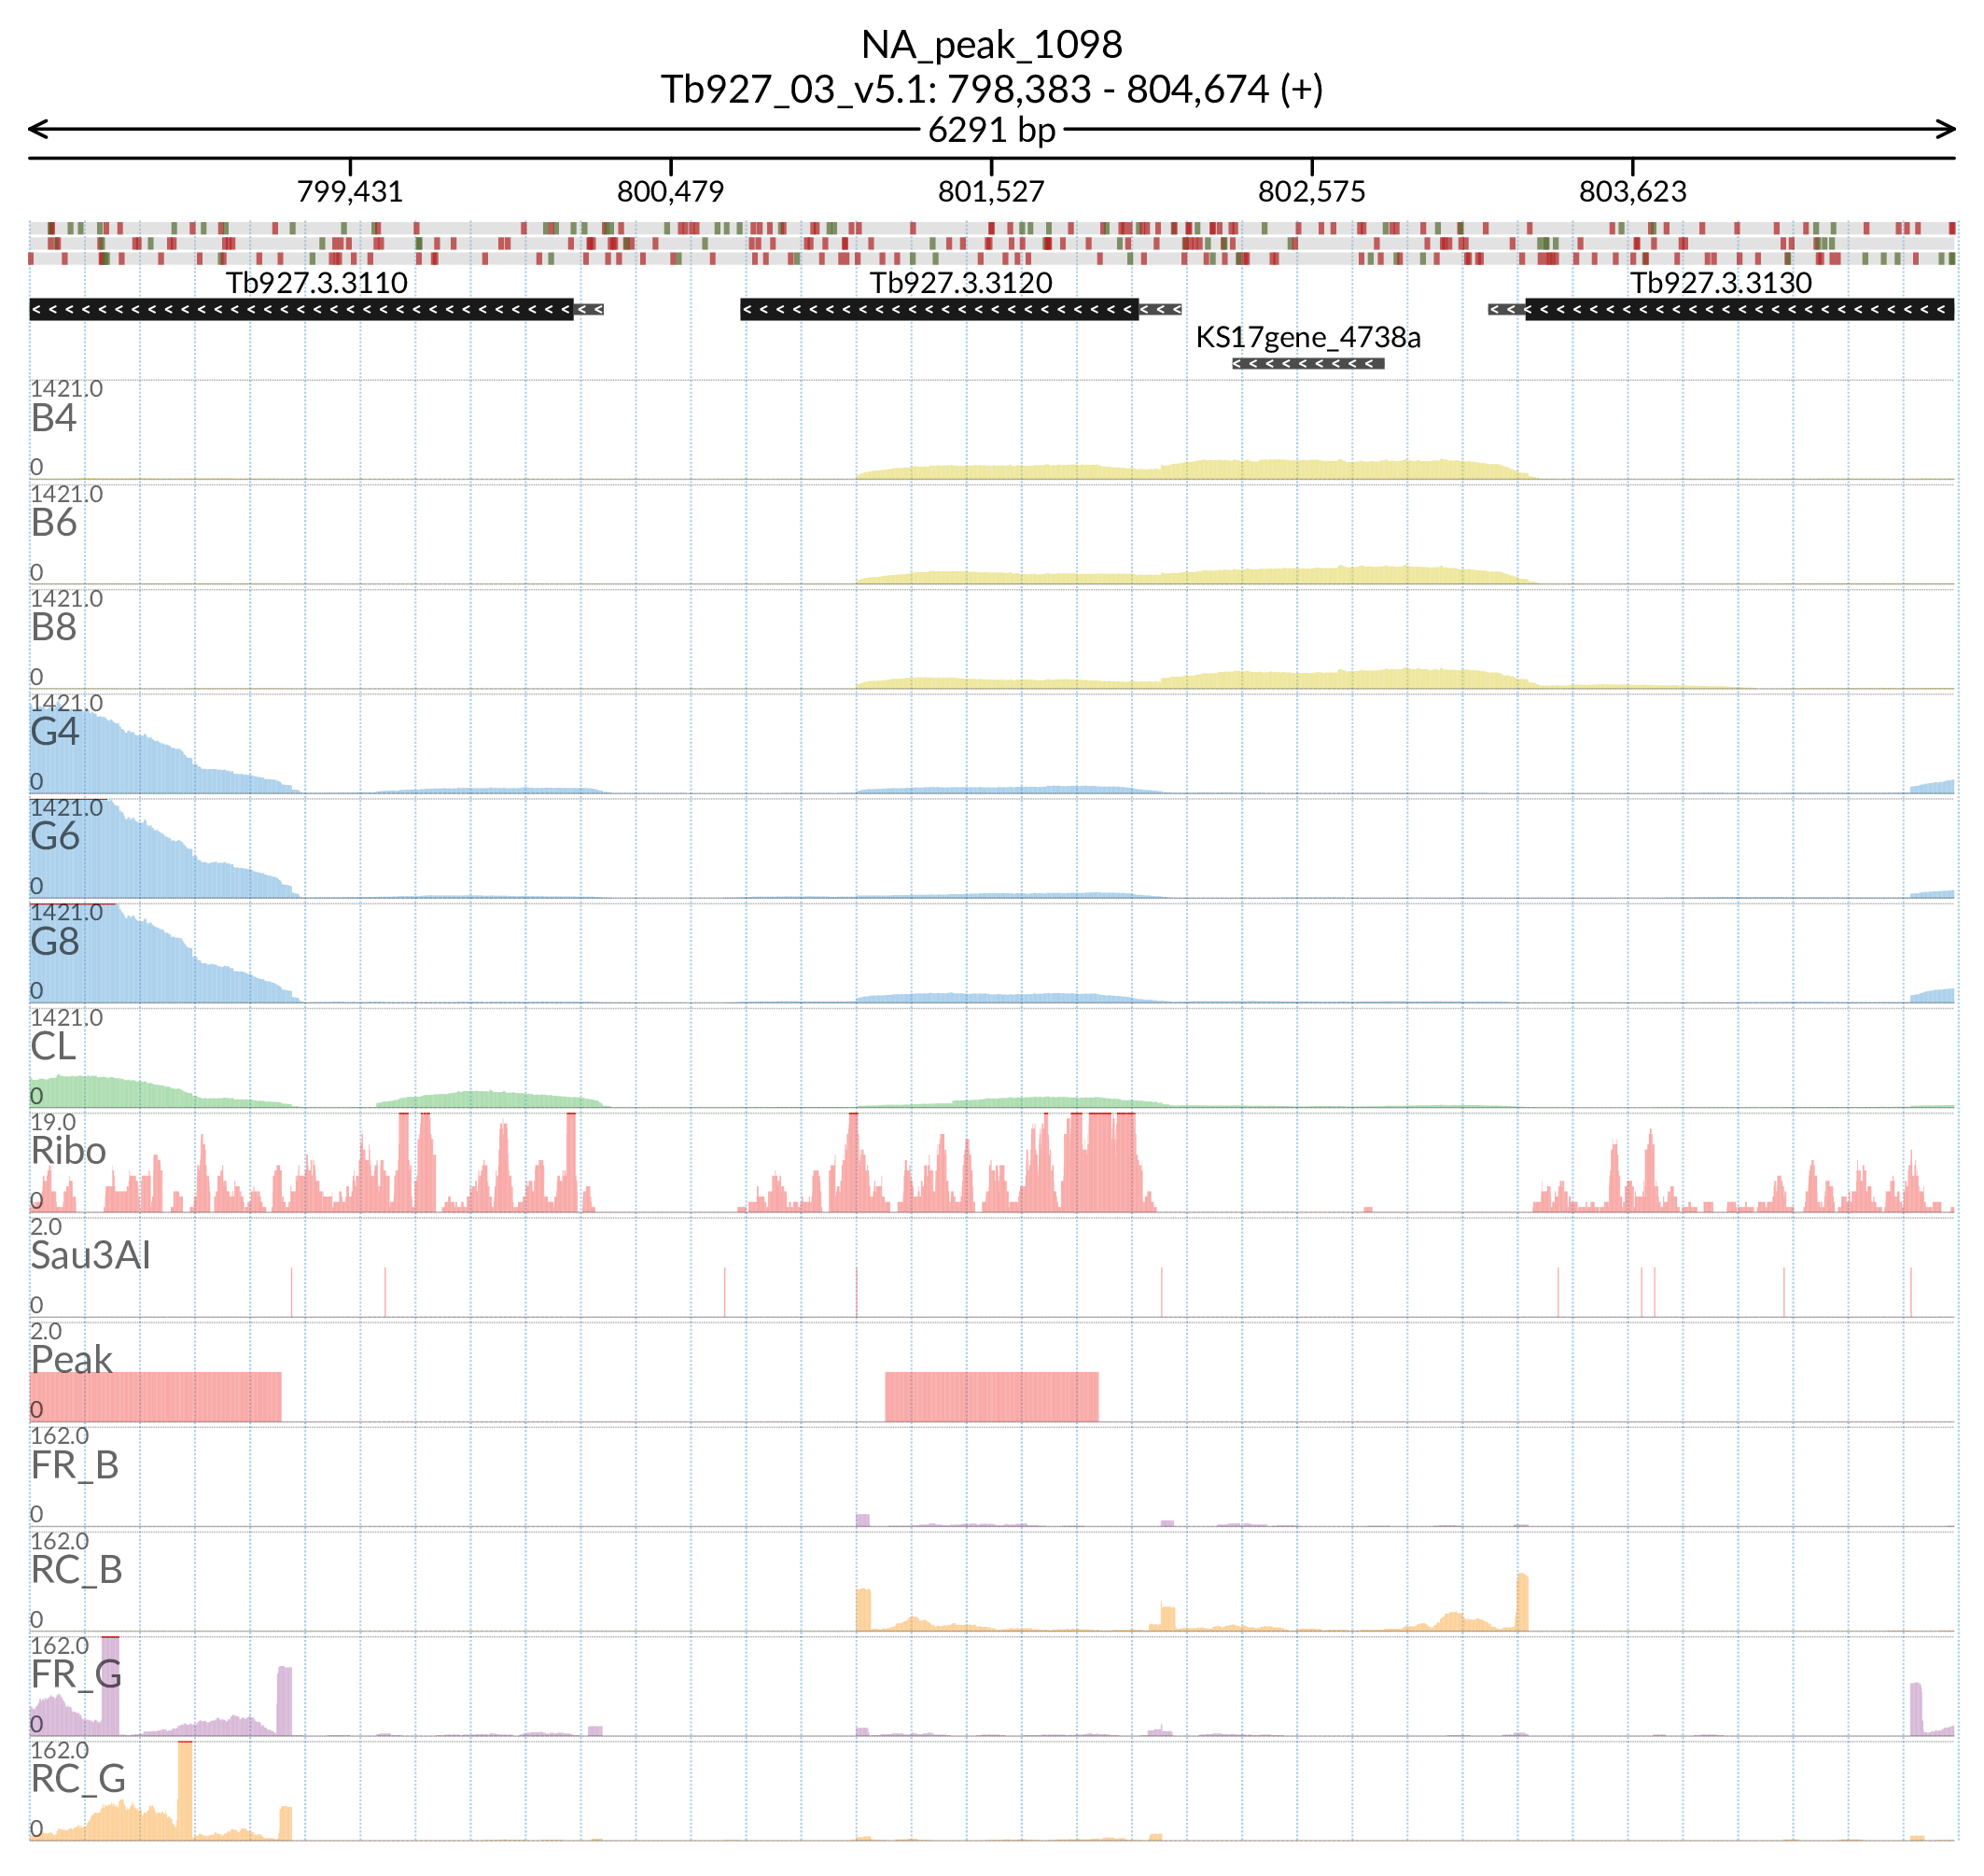 NA_peak_1098
Tb927_03_v5.1: 798,383 - 804,674 (+)
6291 bp
799,431 800,479 801,527 802,575 803,623
Tb927.3.3110 Tb927.3.3120 Tb927.3.3130
KS17gene_4738a
1421.0
B4
0
1421.0
B6
0
1421.0
B8
0
1421.0
G4
0
1421.0
G6
0
1421.0
G8
0
1421.0
CL
0
19.0
Ribo
0
2.0
Sau3AI
0
2.0
Peak
0
162.0
FR_B
0
162.0
RC_B
0
162.0
FR_G
0
162.0
RC_G
0